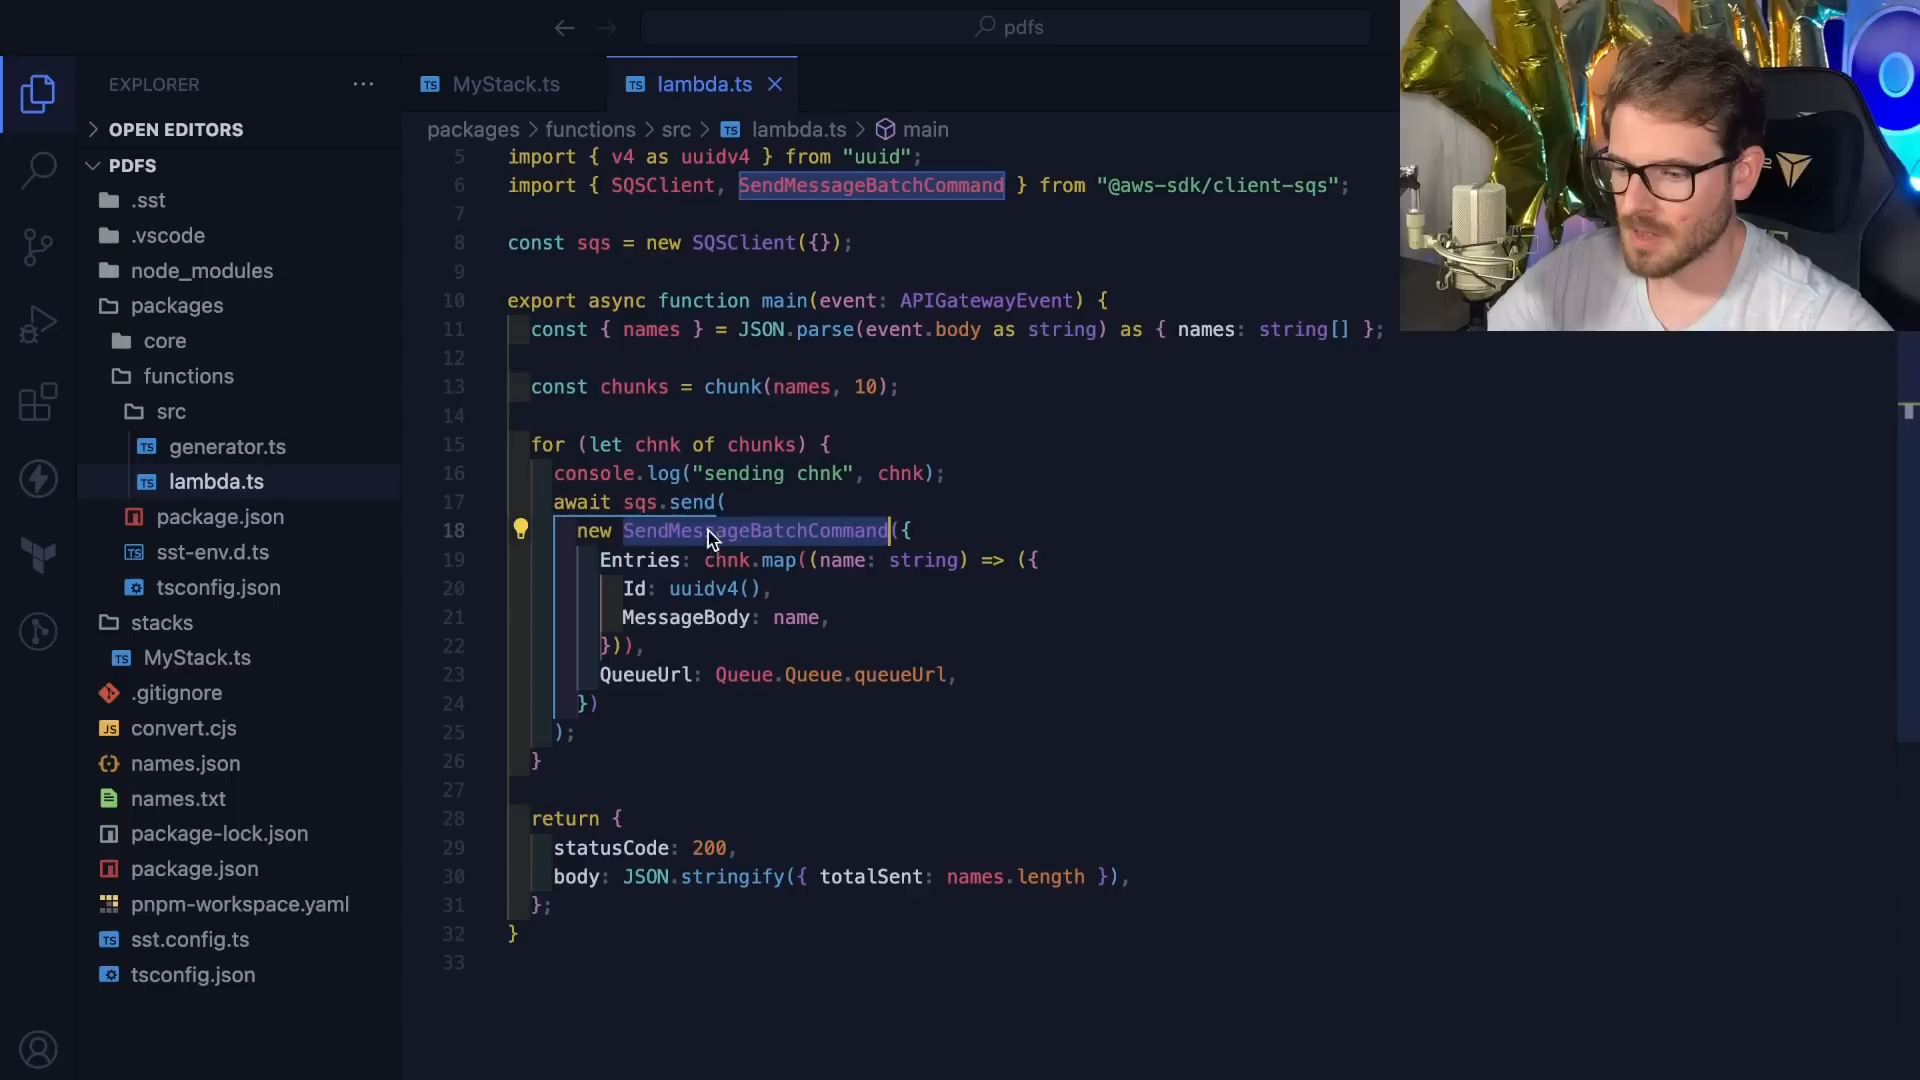 pdfs
EXPLORER
OPEN EDITORS
PDFS
.sst
.vscode
node_modules
packages
core
functions
src
generator.ts
lambda.ts
package.json
sst-env.d.ts
tsconfig.json
stacks
MyStack.ts
.gitignore
convert.cjs
names.json
names.txt
package-lock.json
package.json
pnpm-workspace.yaml
sst.config.ts
tsconfig.json
MyStack.ts
lambda.ts
packages > functions > src > lambda.ts > main
5 import { v4 as uuidv4 } from "uuid";
6 import { SQSClient, SendMessageBatchCommand } from "@aws-sdk/client-sqs";
7
8 const sqs = new SQSClient({});
9
10 export async function main(event: APIGatewayEvent) {
11 const { names } = JSON.parse(event.body as string) as { names: string[] };
12
13 const chunks = chunk(names, 10);
14
15 for (let chnk of chunks) {
16 console.log("sending chnk", chnk);
17 await sqs.send(
18 new SendMessageBatchCommand({
19 Entries: chnk.map((name: string) => ({
20 Id: uuidv4(),
21 MessageBody: name,
22 })),
23 QueueUrl: Queue.Queue.queueUrl,
24 })
25 );
26 }
27
28 return {
29 statusCode: 200,
30 body: JSON.stringify({ totalSent: names.length }),
31 };
32 }
33